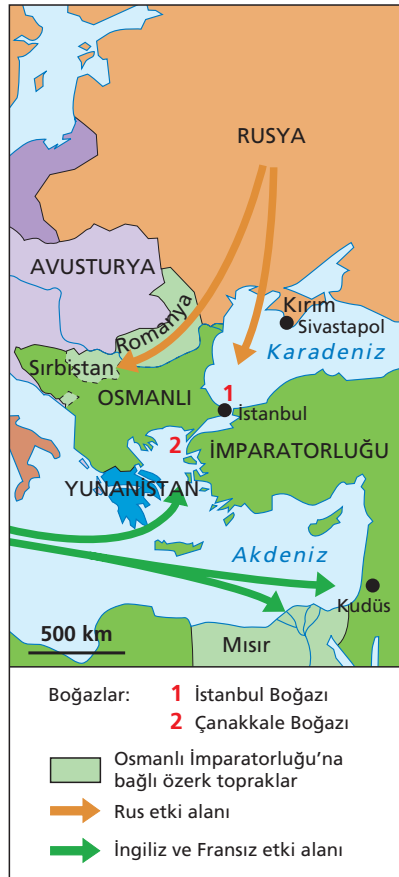 RUSYA
AVUSTURYA
Romanya
Kırım
Sivastapol
Karadeniz
Sırbistan
OSMANLI
1
İstanbul
2
İMPARATORLUĞU
YUNANİSTAN
Akdeniz
Kudüs
500 km
Mısır
Boğazlar: 1 İstanbul Boğazı
2 Çanakkale Boğazı
Osmanlı İmparatorluğu’na
bağlı özerk topraklar
Rus etki alanı
İngiliz ve Fransız etki alanı